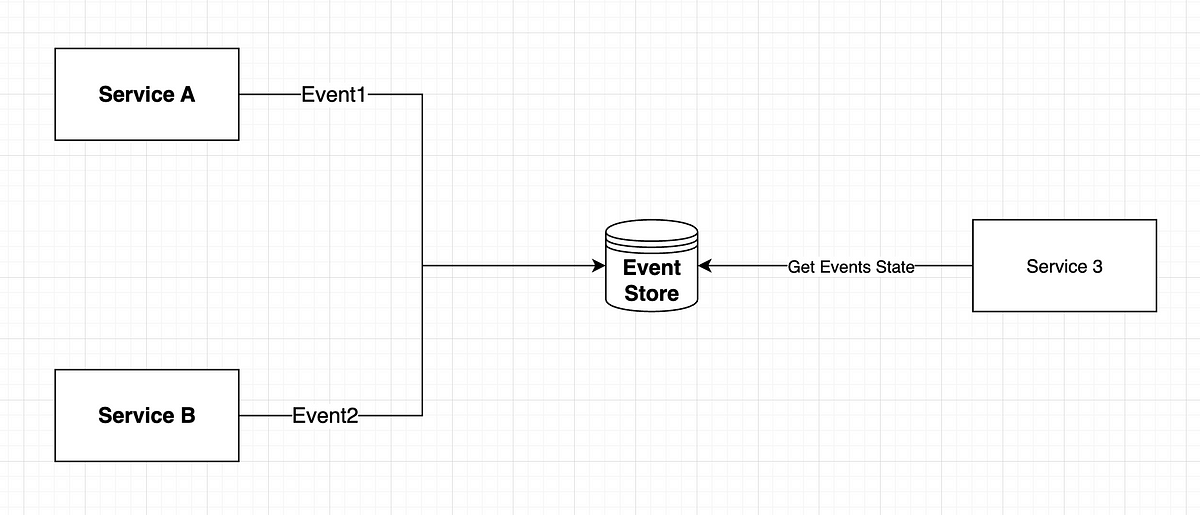 Service A
Event1
Event
Store
Get Events State
Service 3
Service B
Event2